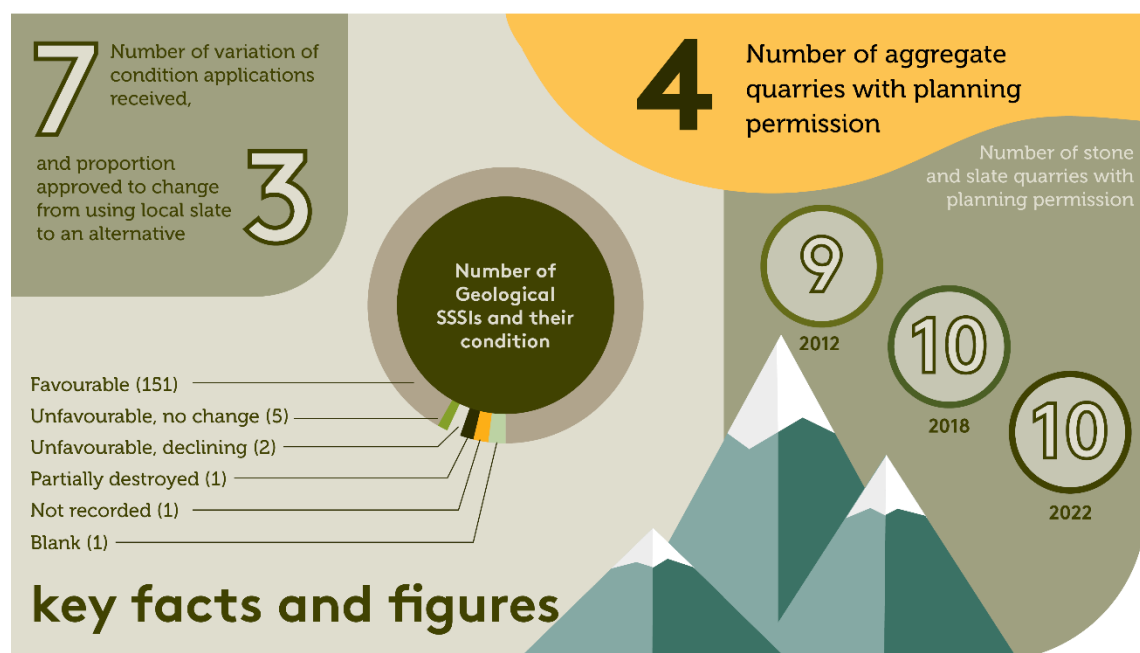 7
Number of variation of
condition applications
received,
and proportion
approved to change
from using local slate
to an alternative
3
4
Number of aggregate
quarries with planning
permission
Number of stone
and slate quarries with
planning permission
9
2012
10
2018
10
2022
Number of
Geological
SSSIs and their
condition
Favourable (151)
Unfavourable, no change (5)
Unfavourable, declining (2)
Partially destroyed (1)
Not recorded (1)
Blank (1)
key facts and figures